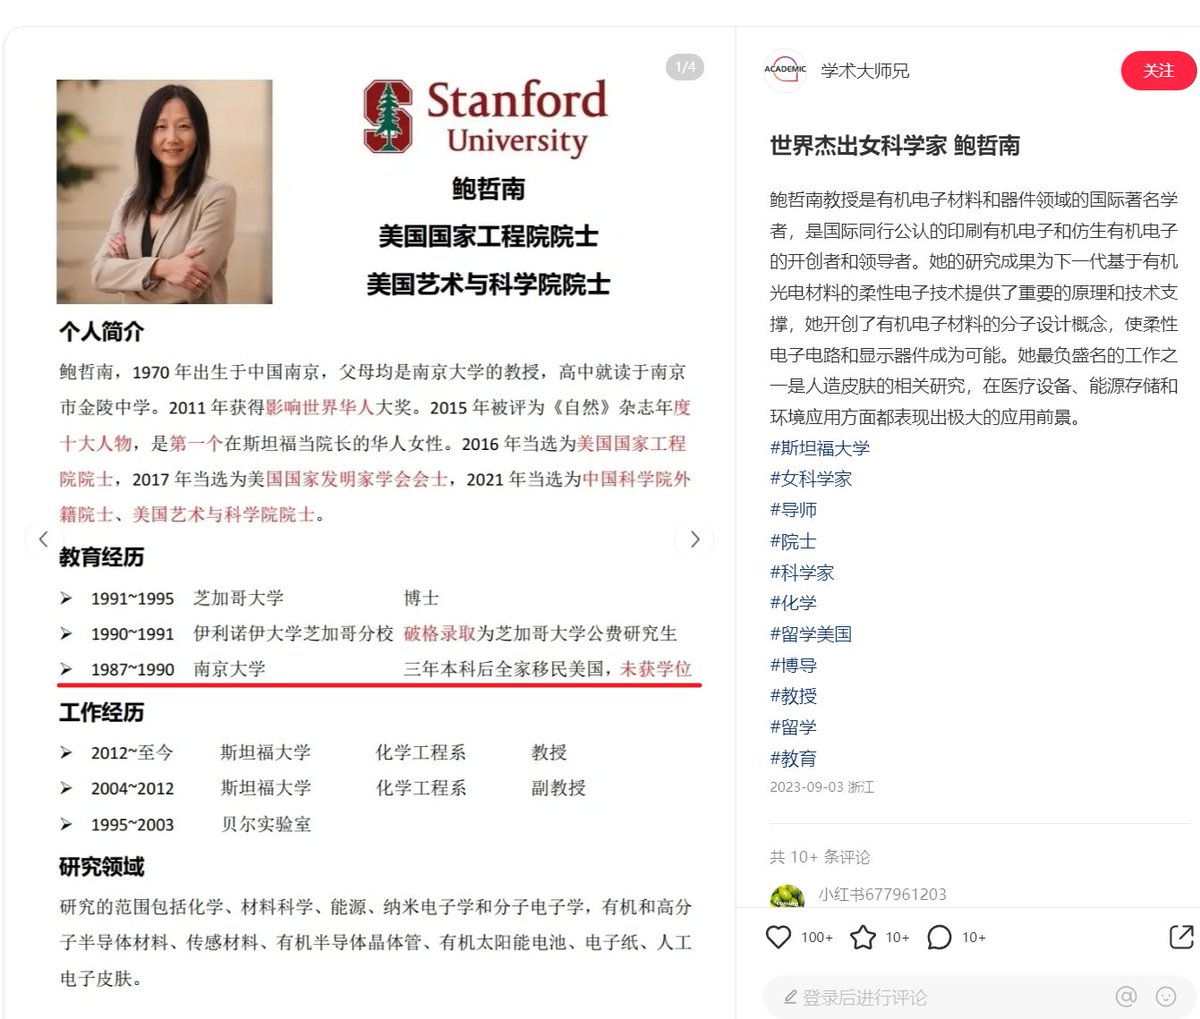 1/4
Stanford
University
鲍哲南
美国国家工程院院士
美国艺术与科学院院士
个人简介
鲍哲南，1970 年出生于中国南京，父母均是南京大学的教授，高中就读于南京
市金陵中学。2011 年获得影响世界华人大奖。2015 年被评为《自然》杂志年度
十大人物，是第一个在斯坦福当院长的华人女性。2016 年当选为美国国家工程
院院士，2017 年当选为美国国家发明家学会会士，2021 年当选为中国科学院外
籍院士、美国艺术与科学院院士。
教育经历
➢ 1991~1995 芝加哥大学 博士
➢ 1990~1991 伊利诺伊大学芝加哥分校 破格录取为芝加哥大学公费研究生
➢ 1987~1990 南京大学 三年本科后全家移民美国，未获学位
工作经历
➢ 2012~至今 斯坦福大学 化学工程系 教授
➢ 2004~2012 斯坦福大学 化学工程系 副教授
➢ 1995~2003 贝尔实验室
研究领域
研究的范围包括化学、材料科学、能源、纳米电子学和分子电子学，有机和高分
子半导体材料、传感材料、有机半导体晶体管、有机太阳能电池、电子纸、人工
电子皮肤。
ACADEMIC
学术大师兄
关注
世界杰出女科学家 鲍哲南
鲍哲南教授是有机电子材料和器件领域的国际著名学
者，是国际同行公认的印刷有机电子和仿生有机电子
的开创者和领导者。她的研究成果为下一代基于有机
光电材料的柔性电子技术提供了重要的原理和技术支
撑，她开创了有机电子材料的分子设计概念，使柔性
电子电路和显示器件成为可能。她最负盛名的工作之
一是人造皮肤的相关研究，在医疗设备、能源存储和
环境应用方面都表现出极大的应用前景。
#斯坦福大学
#女科学家
#导师
#院士
#科学家
#化学
#留学美国
#博导
#教授
#留学
#教育
2023-09-03 浙江
共 10+ 条评论
小红书677961203
100+ 10+ 10+
登录后进行评论